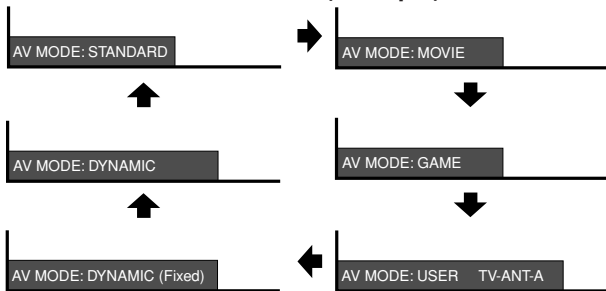 AV MODE: STANDARD
AV MODE: MOVIE
AV MODE: GAME
AV MODE: USER TV-ANT-A
AV MODE: DYNAMIC (Fixed)
AV MODE: DYNAMIC